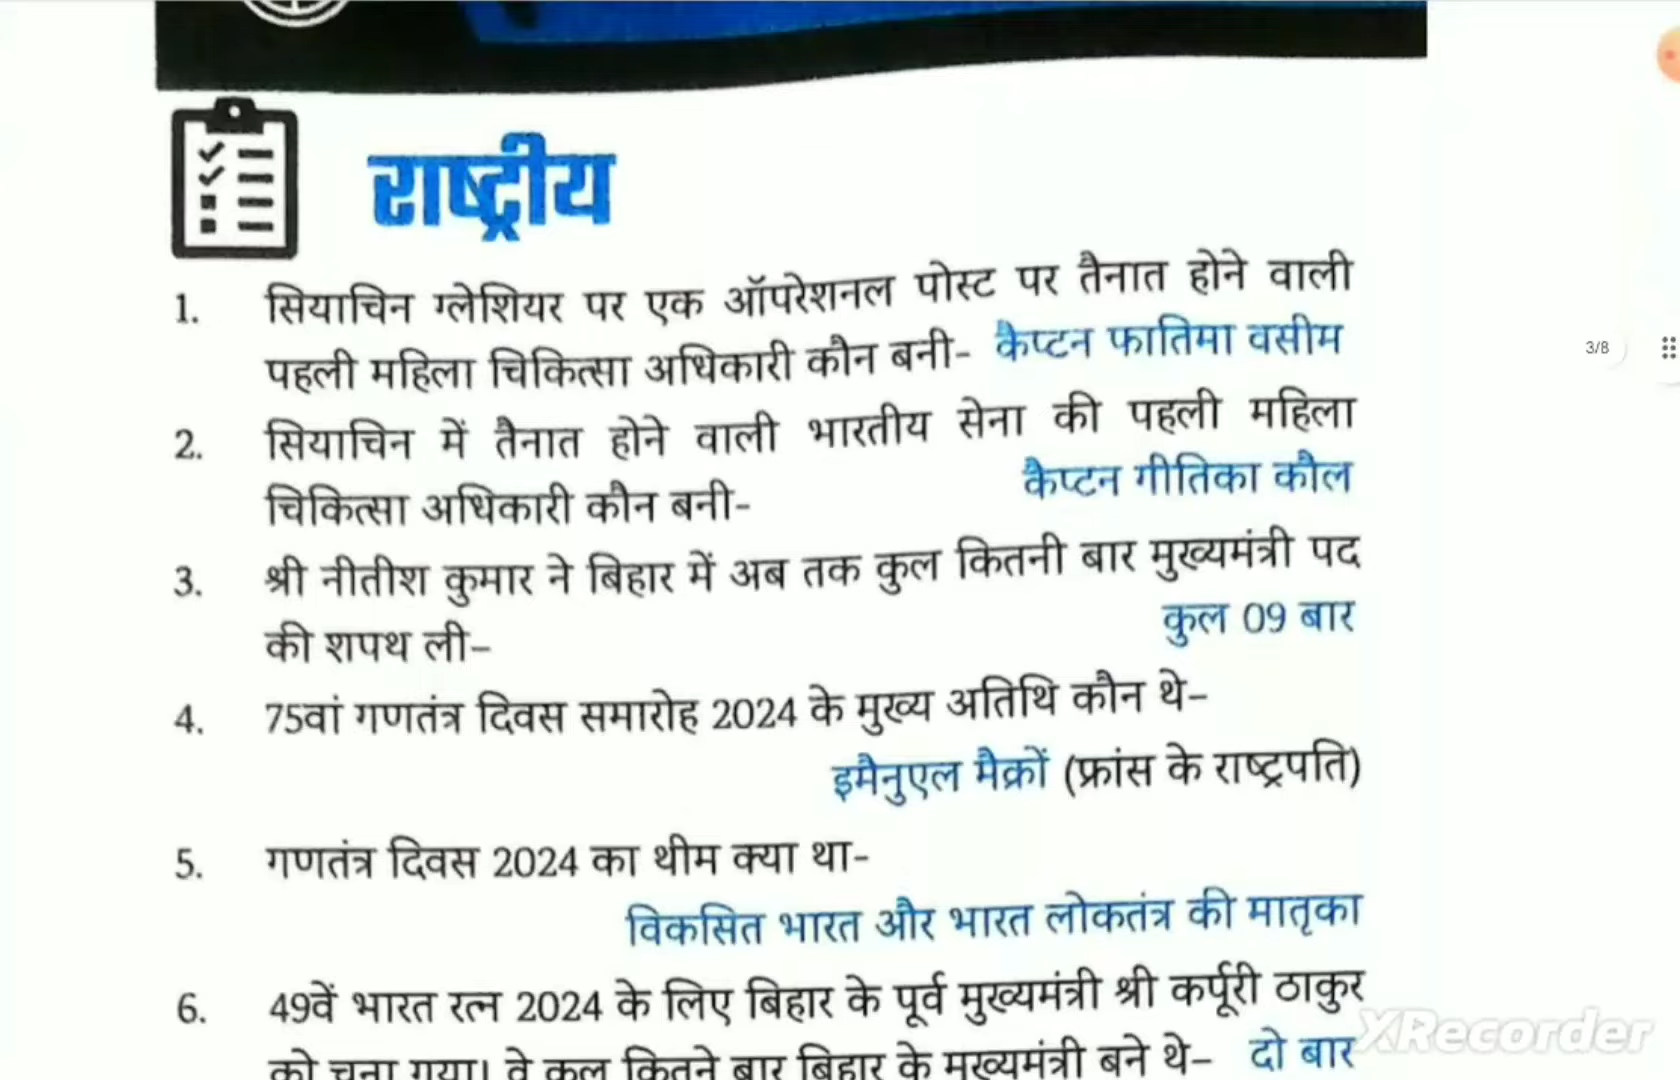 राष्ट्रीय
1. सियाचिन ग्लेशियर पर एक ऑपरेशनल पोस्ट पर तैनात होने वाली
पहली महिला चिकित्सा अधिकारी कौन बनी- कैप्टन फातिमा वसीम
3/8
2. सियाचिन में तैनात होने वाली भारतीय सेना की पहली महिला
चिकित्सा अधिकारी कौन बनी- कैप्टन गीतिका कौल
3. श्री नीतीश कुमार ने बिहार में अब तक कुल कितनी बार मुख्यमंत्री पद
की शपथ ली- कुल 09 बार
4. 75वां गणतंत्र दिवस समारोह 2024 के मुख्य अतिथि कौन थे-
इमैनुएल मैक्रों (फ्रांस के राष्ट्रपति)
5. गणतंत्र दिवस 2024 का थीम क्या था-
विकसित भारत और भारत लोकतंत्र की मातृका
6. 49वें भारत रत्न 2024 के लिए बिहार के पूर्व मुख्यमंत्री श्री कर्पूरी ठाकुर
को चुना गया। वे कुल कितने बार बिहार के मुख्यमंत्री बने थे- दो बार
XRecorder